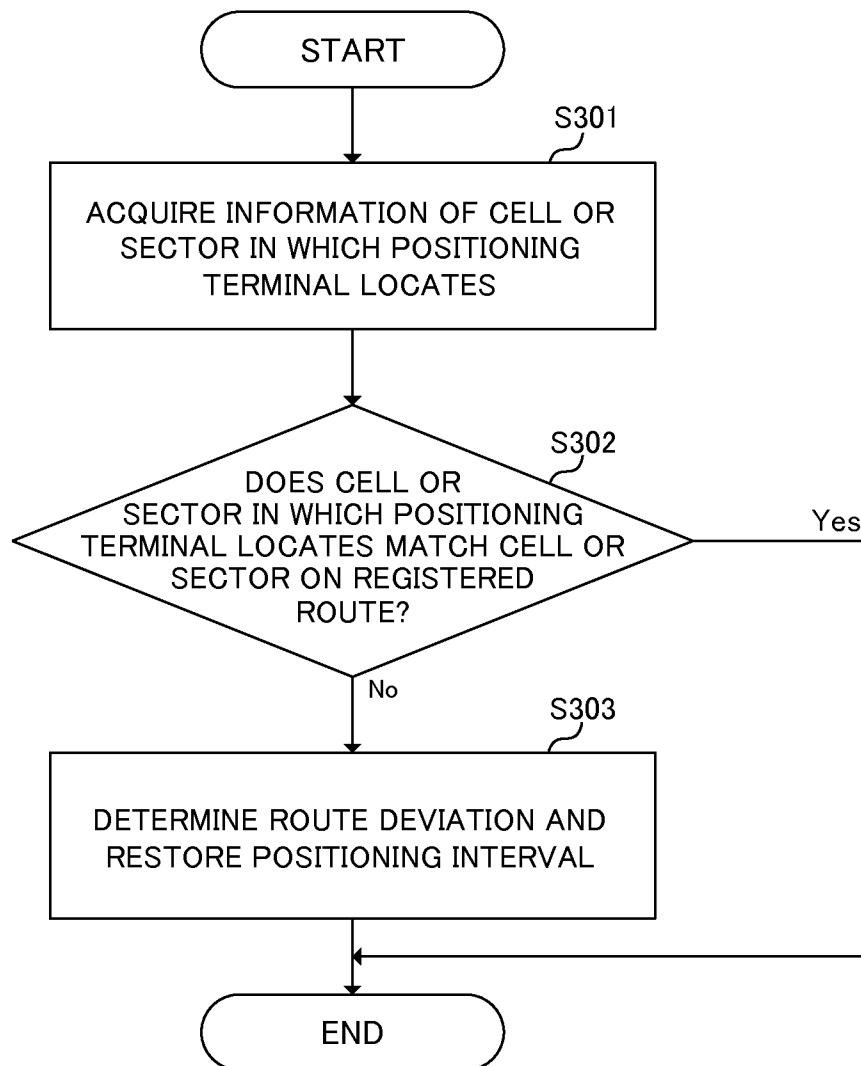 START
S301
ACQUIRE INFORMATION OF CELL OR
SECTOR IN WHICH POSITIONING
TERMINAL LOCATES
S302
DOES CELL OR
SECTOR IN WHICH POSITIONING
TERMINAL LOCATES MATCH CELL OR
SECTOR ON REGISTERED
ROUTE?
Yes
No
S303
DETERMINE ROUTE DEVIATION AND
RESTORE POSITIONING INTERVAL
END